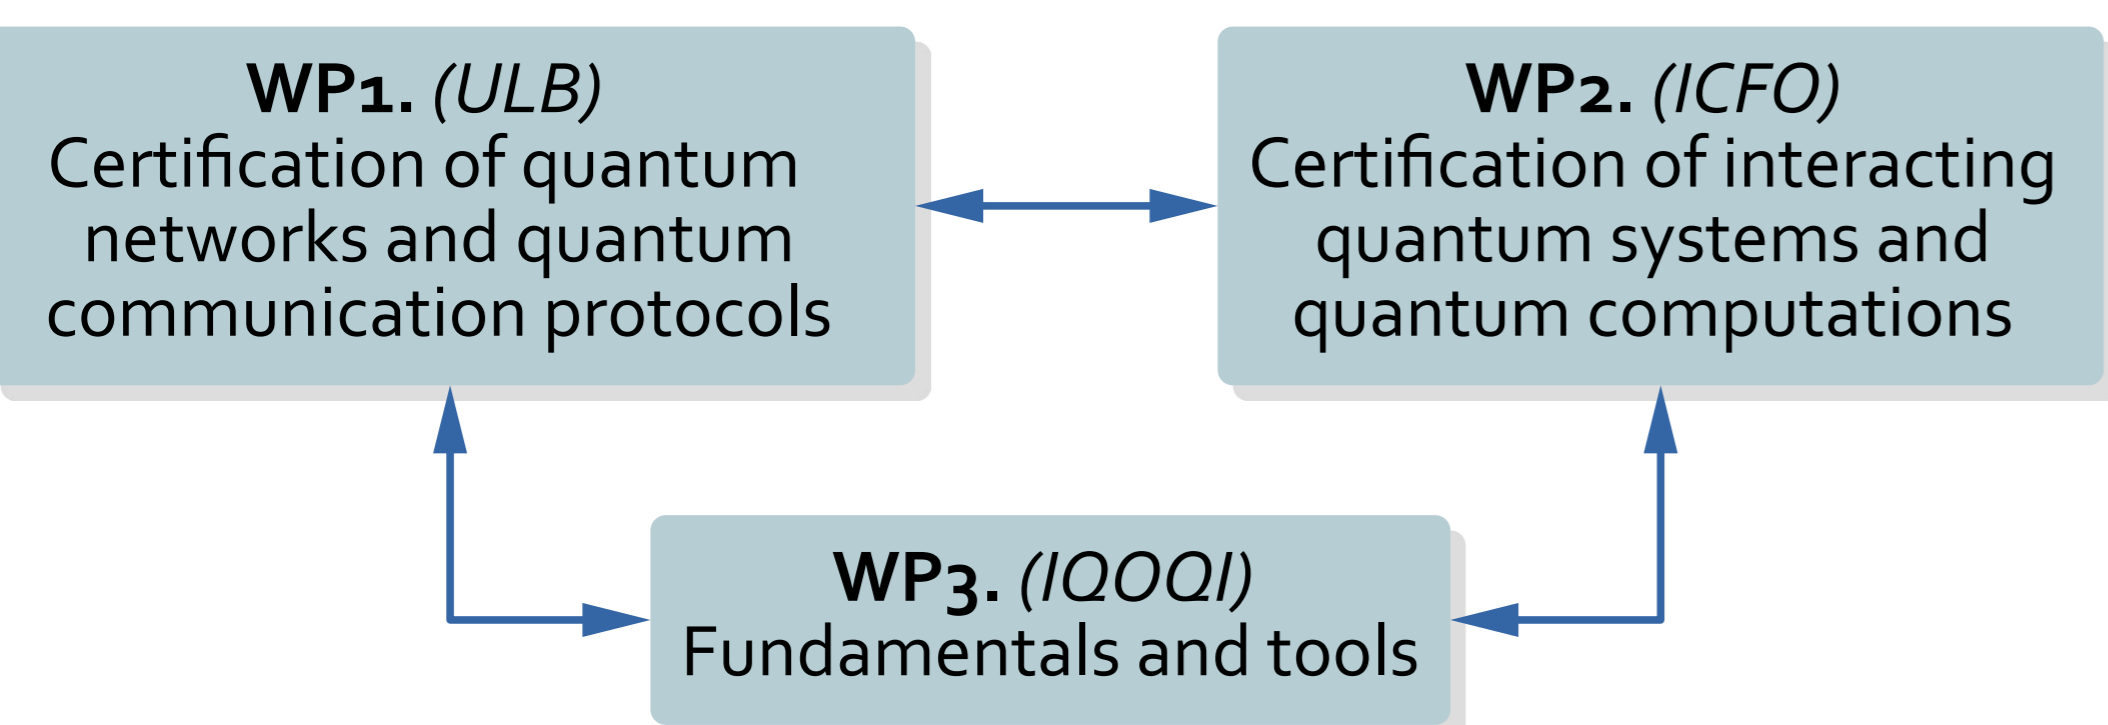 WP1. (ULB)
Certification of quantum
networks and quantum
communication protocols
WP2. (ICFO)
Certification of interacting
quantum systems and
quantum computations
WP3. (IQOQI)
Fundamentals and tools